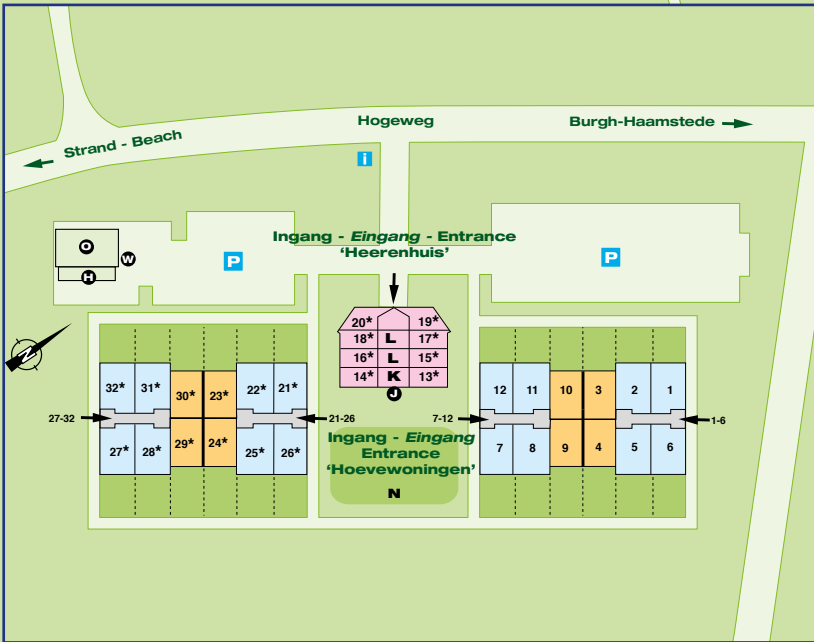 Hogeweg
Burgh-Haamstede
Strand - Beach
i
Ingang - Eingang - Entrance
‘Heerenhuis’
P
P
O
W
H
N
20* 19*
18* L 17*
16* L 15*
14* K 13*
J
32* 31* 30* 23* 22* 21*
27-32
21-26
27* 28* 29* 24* 25* 26*
12 11 10 3 2 1
7-12
1-6
7 8 9 4 5 6
Ingang - Eingang
Entrance
‘Hoevewoningen’
N